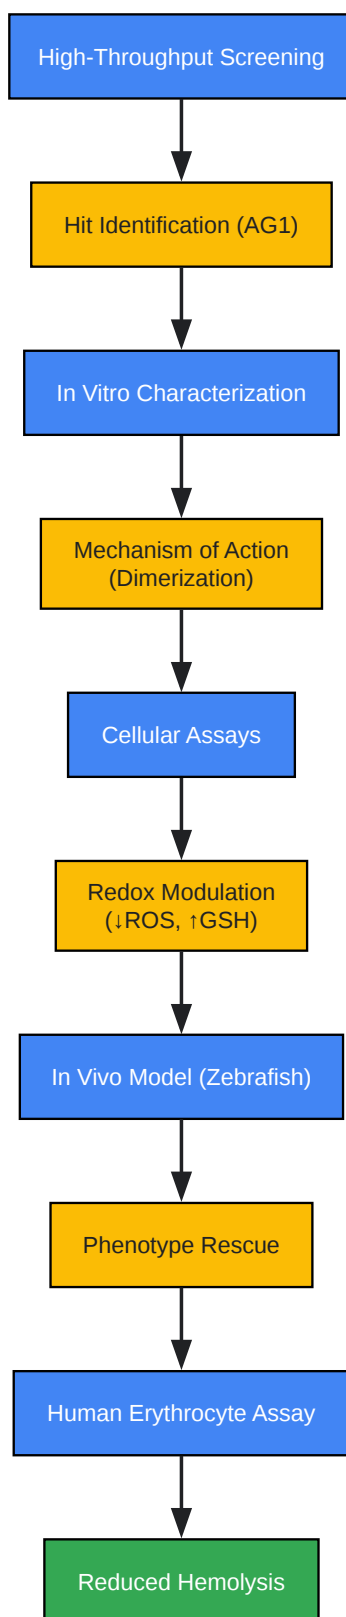 High-Throughput Screening
Hit Identification (AG1)
In Vitro Characterization
Mechanism of Action
(Dimerization)
Cellular Assays
Redox Modulation
(↓ROS, ↑GSH)
In Vivo Model (Zebrafish)
Phenotype Rescue
Human Erythrocyte Assay
Reduced Hemolysis